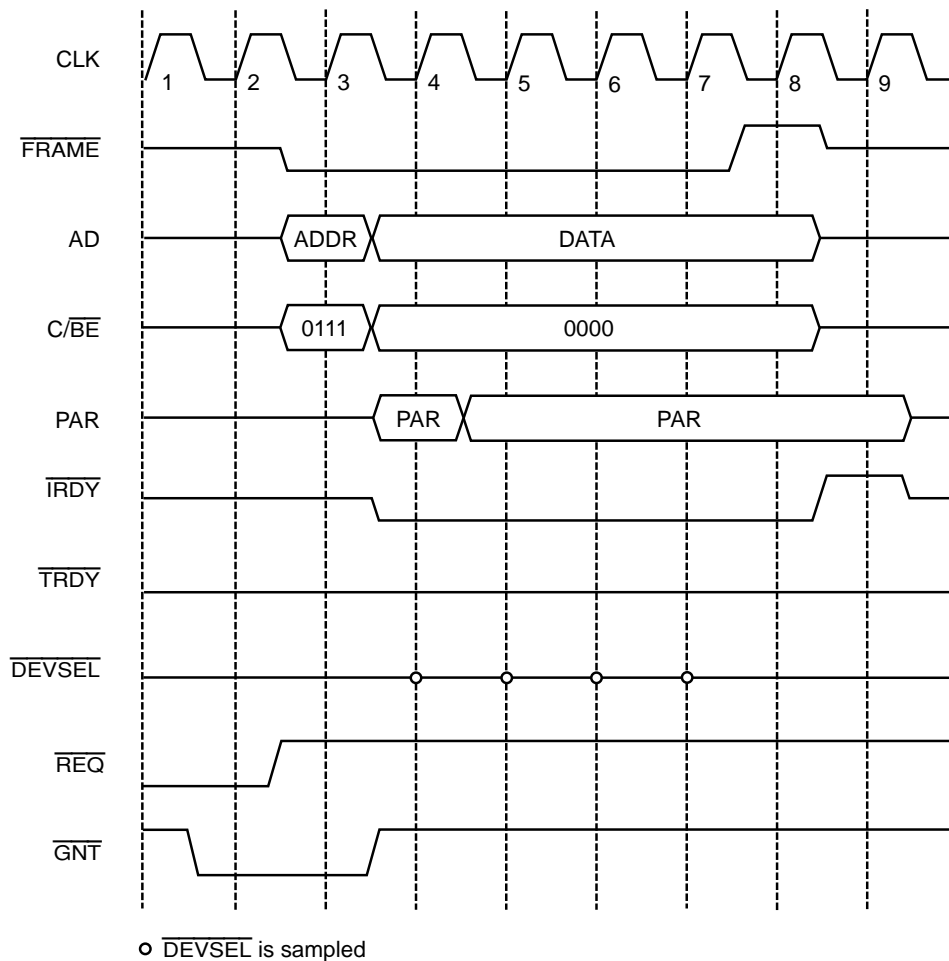 CLK
1 2 3 4 5 6 7 8 9
FRAME
AD ADDR DATA
C/BE 0111 0000
PAR PAR PAR
IRDY
TRDY
DEVSEL
REQ
GNT
DEVSEL is sampled